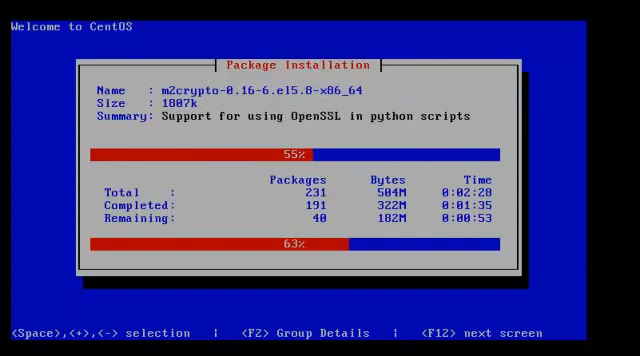 Welcome to CentOS
Package Installation
Name : m2crypto-0.16-6.el5.8-x86_64
Size : 1807k
Summary: Support for using OpenSSL in python scripts
55%
Packages Bytes Time
Total : 231 504M 0:02:28
Completed: 191 322M 0:01:35
Remaining: 40 182M 0:00:53
63%
<Space>,<+>,<-> selection | <F2> Group Details | <F12> next screen